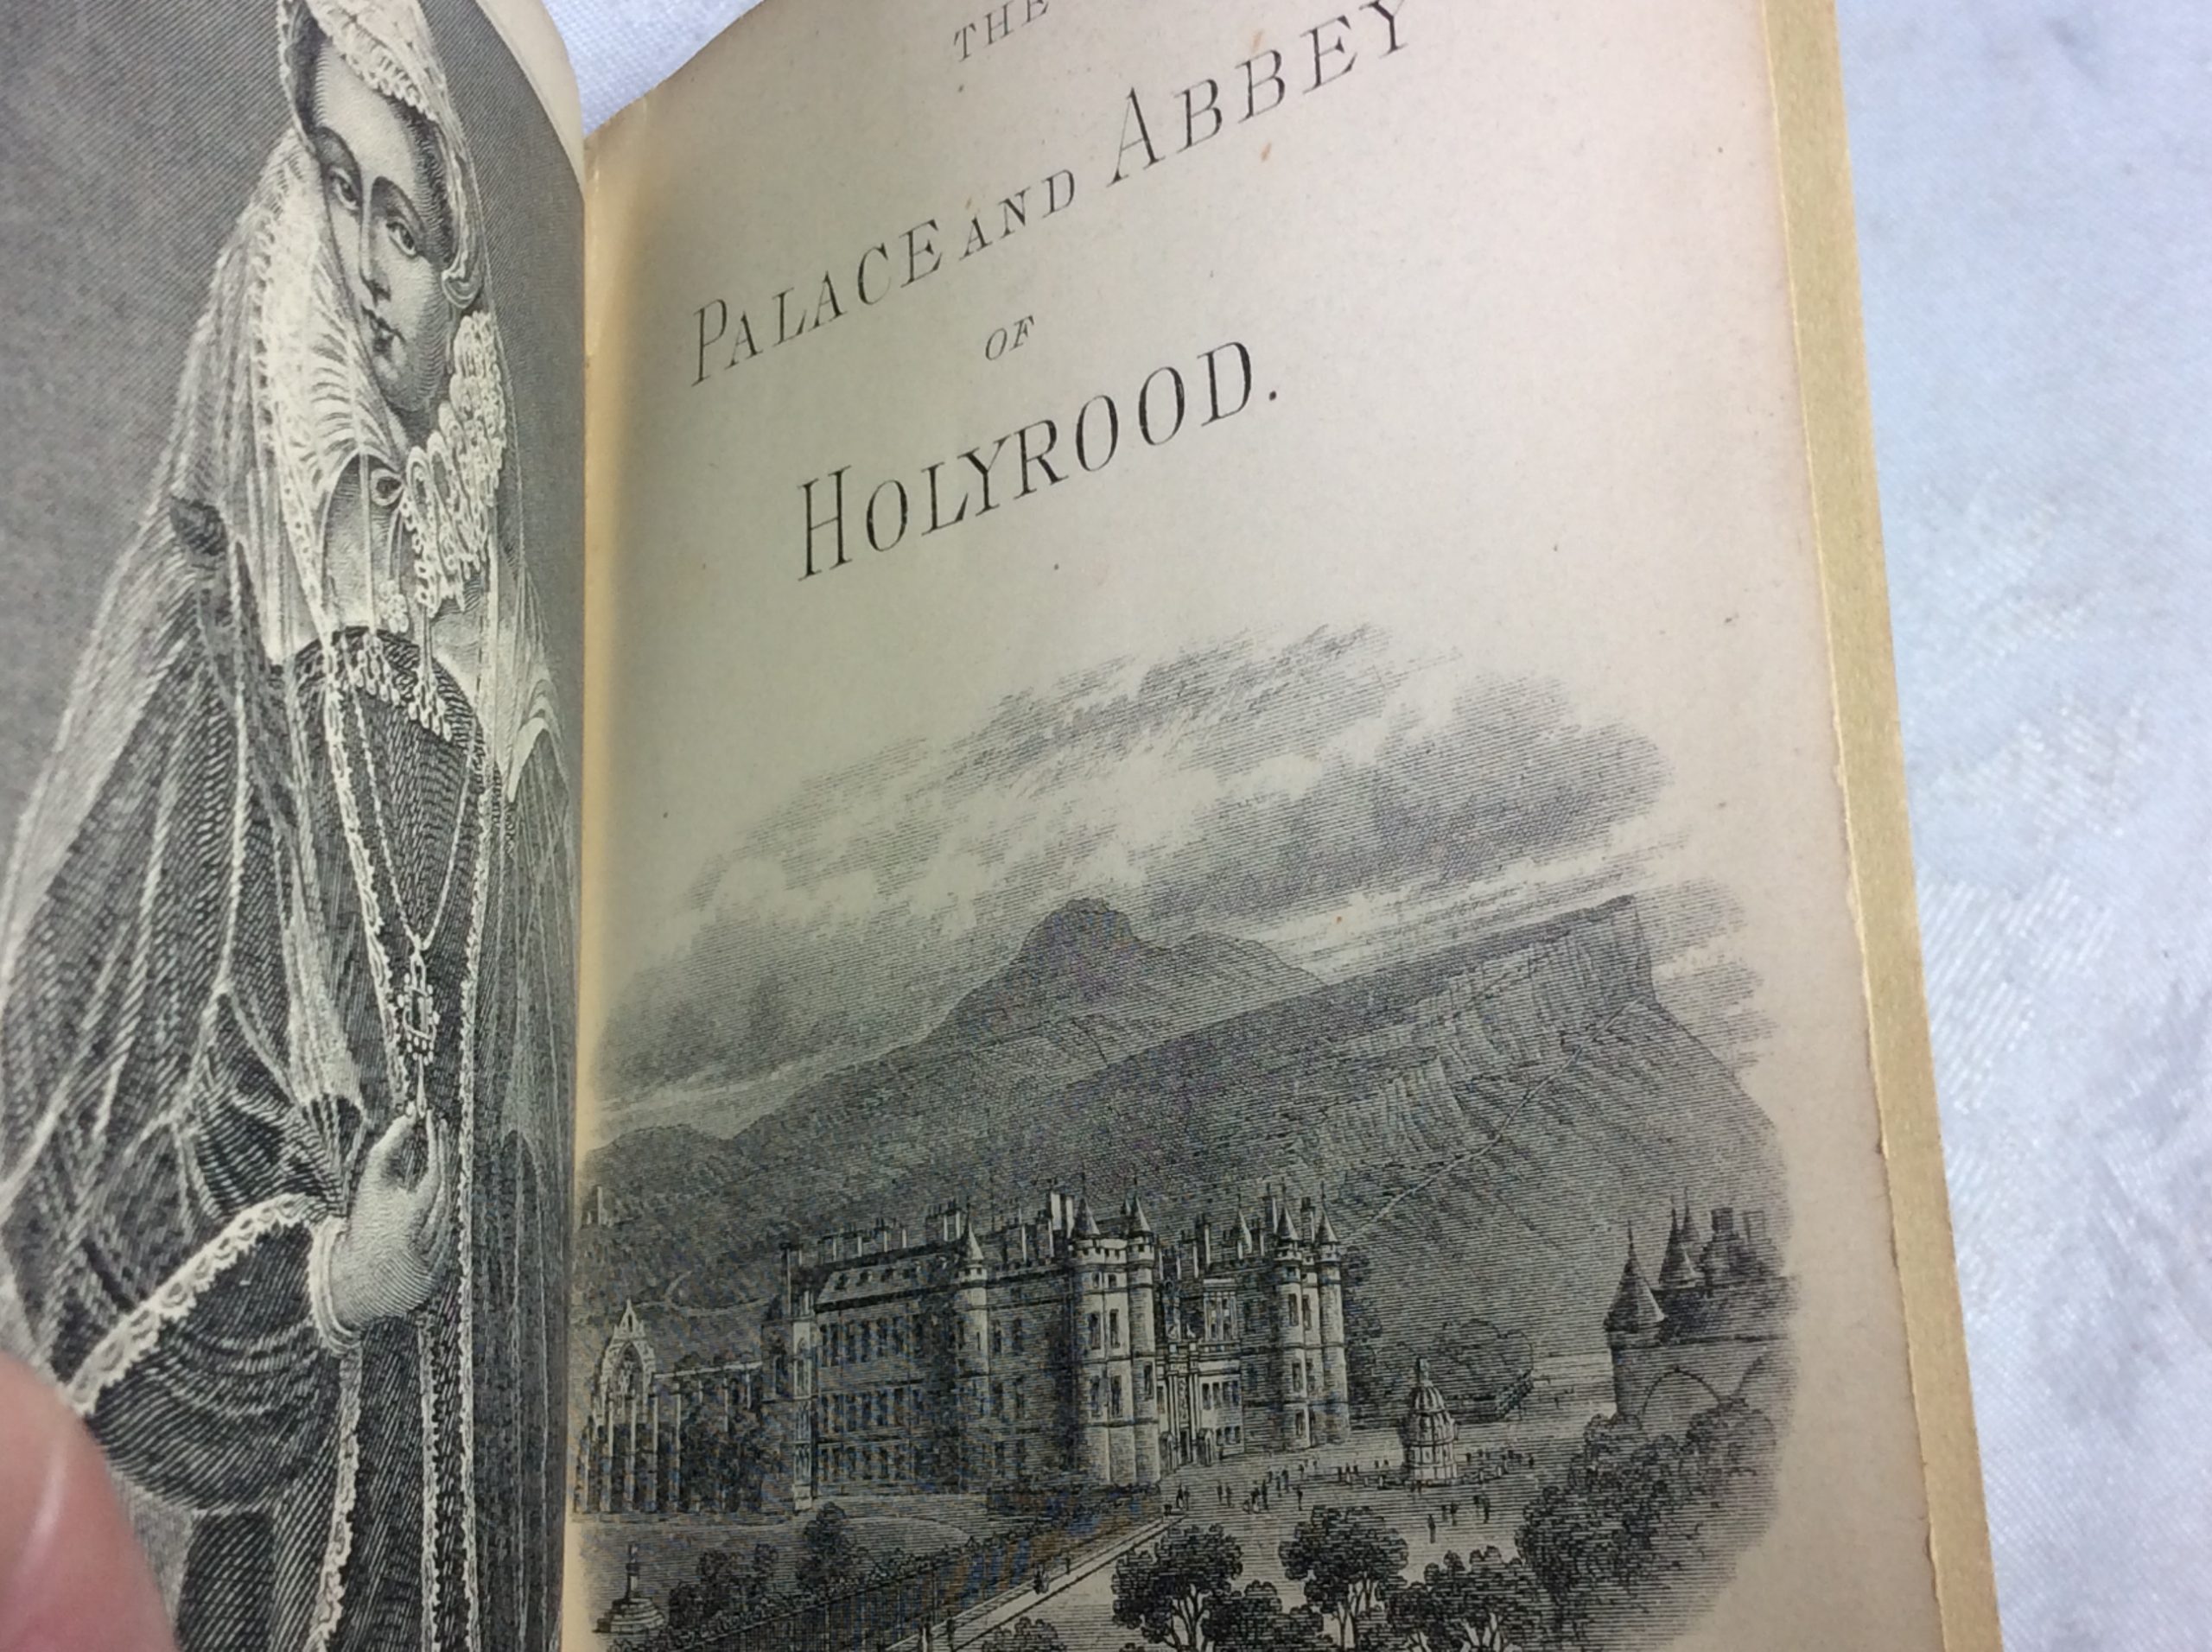 THE
PALACE AND ABBEY
OF
HOLYROOD.